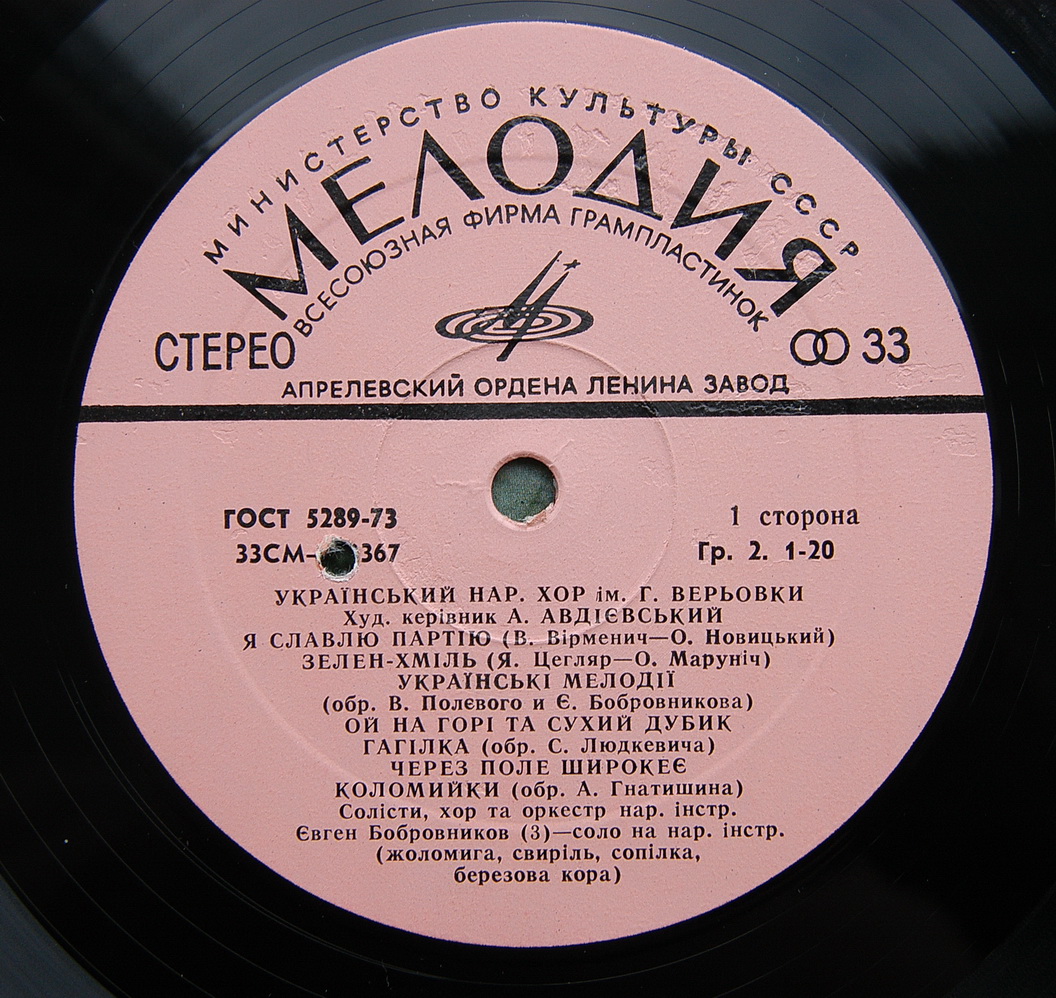 МИНИСТЕРСТВО КУЛЬТУРЫ СССР
МЕЛОДИЯ
ВСЕСОЮЗНАЯ ФИРМА ГРАМПЛАСТИНОК
СТЕРЕО
33
АПРЕЛЕВСКИЙ ОРДЕНА ЛЕНИНА ЗАВОД
ГОСТ 5289-73
1 сторона
33СМ- 367
Гр. 2. 1-20
УКРАЇНСЬКИЙ НАР. ХОР ім. Г. ВЕРЬОВКИ
Худ. керівник А. АВДІЄВСЬКИЙ
Я СЛАВЛЮ ПАРТІЮ (В. Вірменич—О. Новицький)
ЗЕЛЕН-ХМІЛЬ (Я. Цегляр—О. Маруніч)
УКРАЇНСЬКІ МЕЛОДІЇ
(обр. В. Полєвого и Є. Бобровникова)
ОЙ НА ГОРІ ТА СУХИЙ ДУБИК
ГАГІЛКА (обр. С. Людкевича)
ЧЕРЕЗ ПОЛЕ ШИРОКЕЄ
КОЛОМИЙКИ (обр. А. Гнатишина)
Солісти, хор та оркестр нар. інстр.
Євген Бобровников (3)—соло на нар. інстр.
(жоломига, свиріль, сопілка,
березова кора)